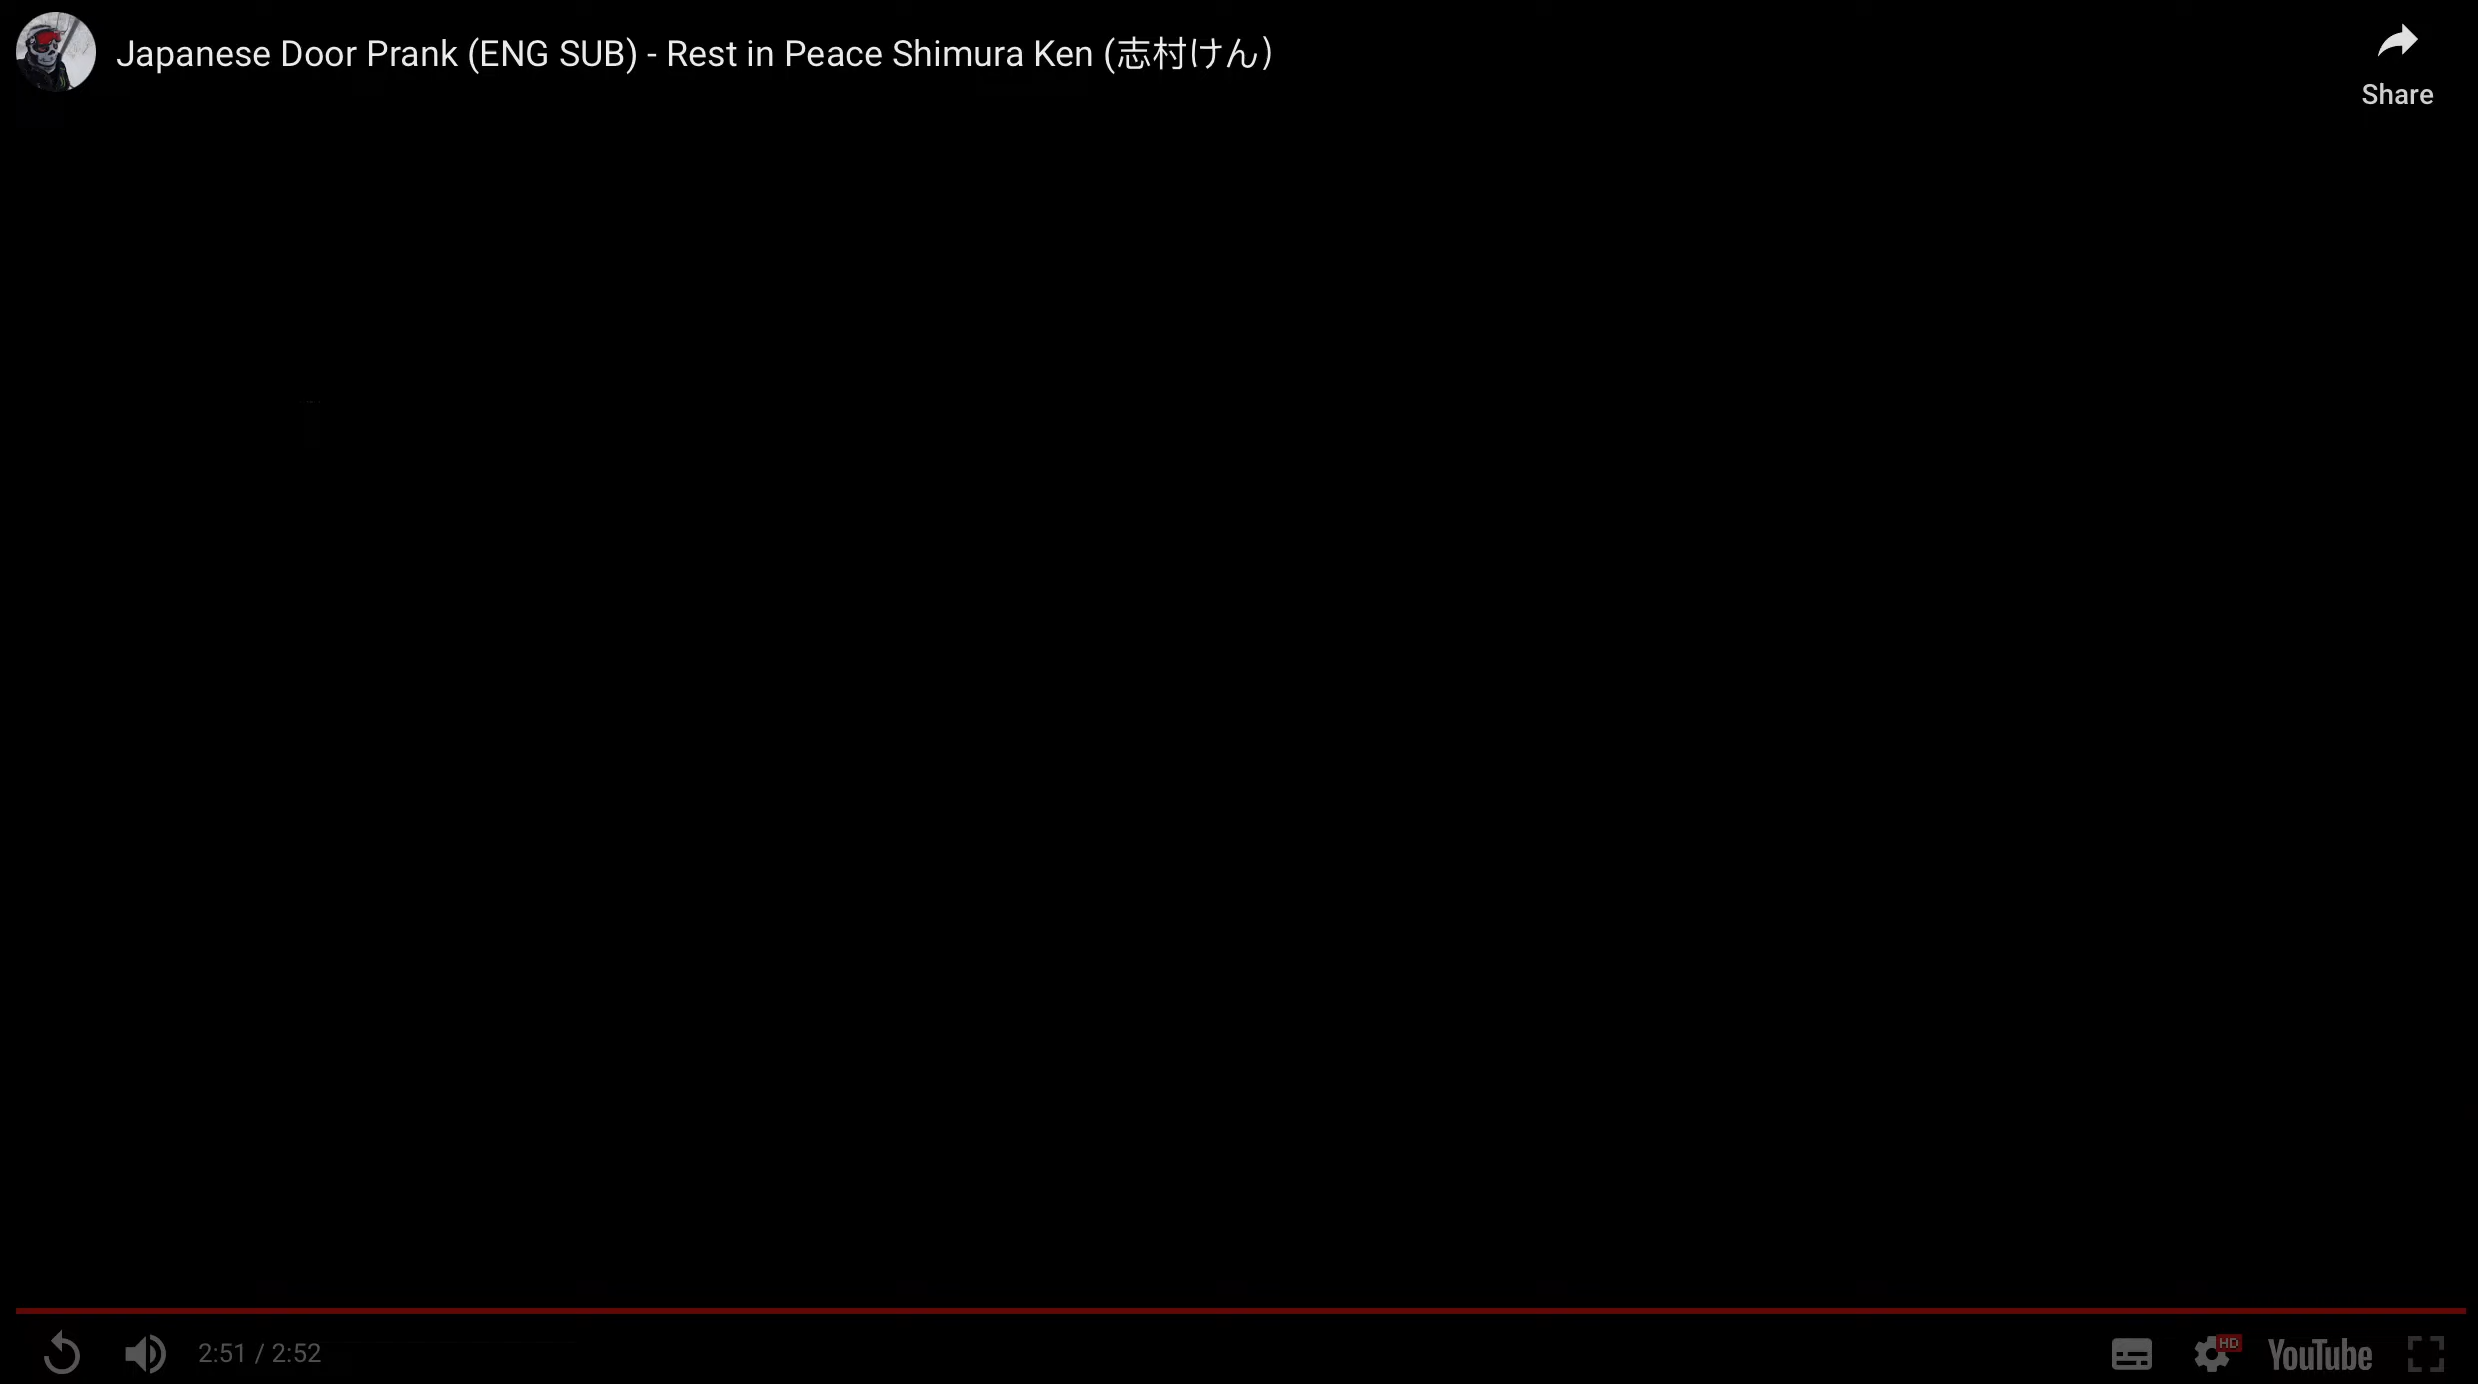 Japanese Door Prank (ENG SUB) - Rest in Peace Shimura Ken (志村けん)
Share
2:51 / 2:52
HD
YouTube